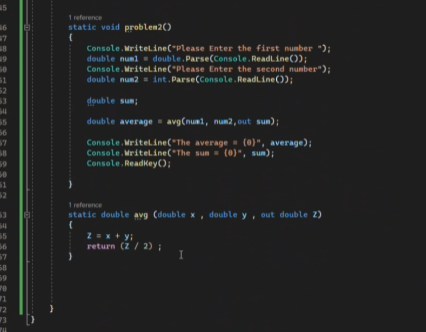 1 reference
static void problem2()
{
Console.WriteLine("Please Enter the first number ");
double num1 = double.Parse(Console.ReadLine());
Console.WriteLine("Please Enter the second number");
double num2 = int.Parse(Console.ReadLine());
double sum;
double average = avg(num1, num2,out sum);
Console.WriteLine("The average = {0}", average);
Console.WriteLine("The sum = {0}", sum);
Console.ReadKey();
}
1 reference
static double avg (double x , double y , out double Z)
{
Z = x + y;
return (Z / 2) ;
}
}
}